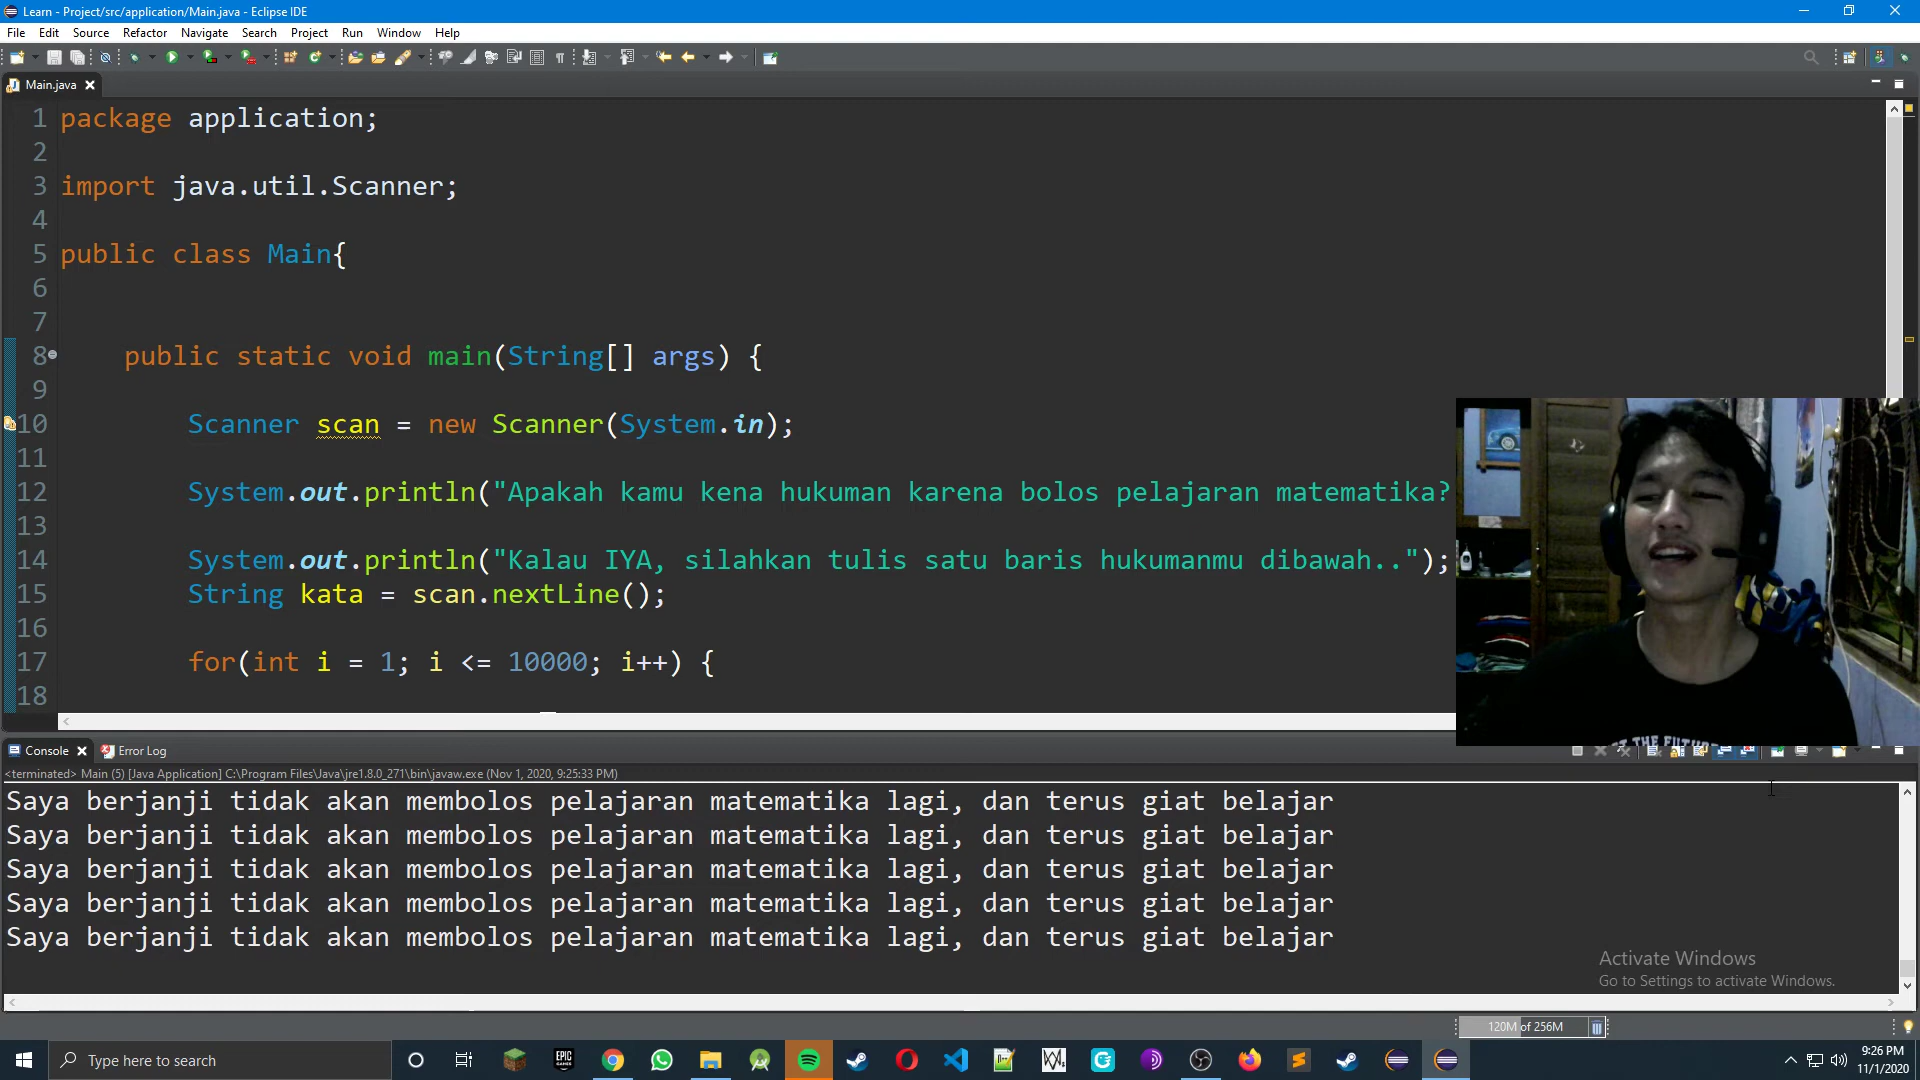 Learn - Project/src/application/Main.java - Eclipse IDE
File Edit Source Refactor Navigate Search Project Run Window Help
Main.java
1 package application;
2
3 import java.util.Scanner;
4
5 public class Main{
6
7
8 public static void main(String[] args) {
9
10 Scanner scan = new Scanner(System.in);
11
12 System.out.println("Apakah kamu kena hukuman karena bolos pelajaran matematika?
13
14 System.out.println("Kalau IYA, silahkan tulis satu baris hukumanmu dibawah..");
15 String kata = scan.nextLine();
16
17 for(int i = 1; i <= 10000; i++) {
18
THE FUTUR
Console Error Log
<terminated> Main (5) [Java Application] C:\Program Files\Java\jre1.8.0_271\bin\javaw.exe (Nov 1, 2020, 9:25:33 PM)
Saya berjanji tidak akan membolos pelajaran matematika lagi, dan terus giat belajar
Saya berjanji tidak akan membolos pelajaran matematika lagi, dan terus giat belajar
Saya berjanji tidak akan membolos pelajaran matematika lagi, dan terus giat belajar
Saya berjanji tidak akan membolos pelajaran matematika lagi, dan terus giat belajar
Saya berjanji tidak akan membolos pelajaran matematika lagi, dan terus giat belajar
Activate Windows
Go to Settings to activate Windows.
120M of 256M
Type here to search
EPIC GAMES
9:26 PM
11/1/2020